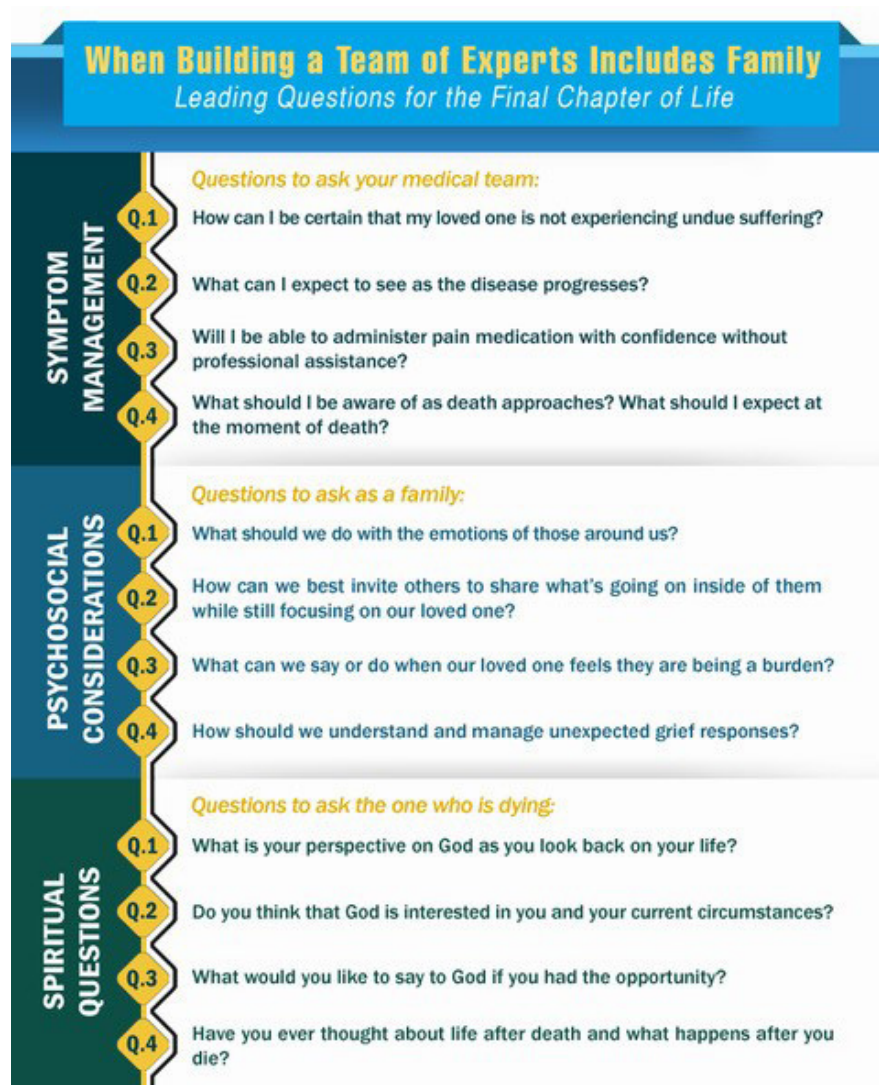 When Building a Team of Experts Includes Family
Leading Questions for the Final Chapter of Life
SYMPTOM
MANAGEMENT
Questions to ask your medical team:
Q.1
How can I be certain that my loved one is not experiencing undue suffering?
Q.2
What can I expect to see as the disease progresses?
Q.3
Will I be able to administer pain medication with confidence without
professional assistance?
Q.4
What should I be aware of as death approaches? What should I expect at
the moment of death?
PSYCHOSOCIAL
CONSIDERATIONS
Questions to ask as a family:
Q.1
What should we do with the emotions of those around us?
Q.2
How can we best invite others to share what's going on inside of them
while still focusing on our loved one?
Q.3
What can we say or do when our loved one feels they are being a burden?
Q.4
How should we understand and manage unexpected grief responses?
SPIRITUAL
QUESTIONS
Questions to ask the one who is dying:
Q.1
What is your perspective on God as you look back on your life?
Q.2
Do you think that God is interested in you and your current circumstances?
Q.3
What would you like to say to God if you had the opportunity?
Q.4
Have you ever thought about life after death and what happens after you
die?